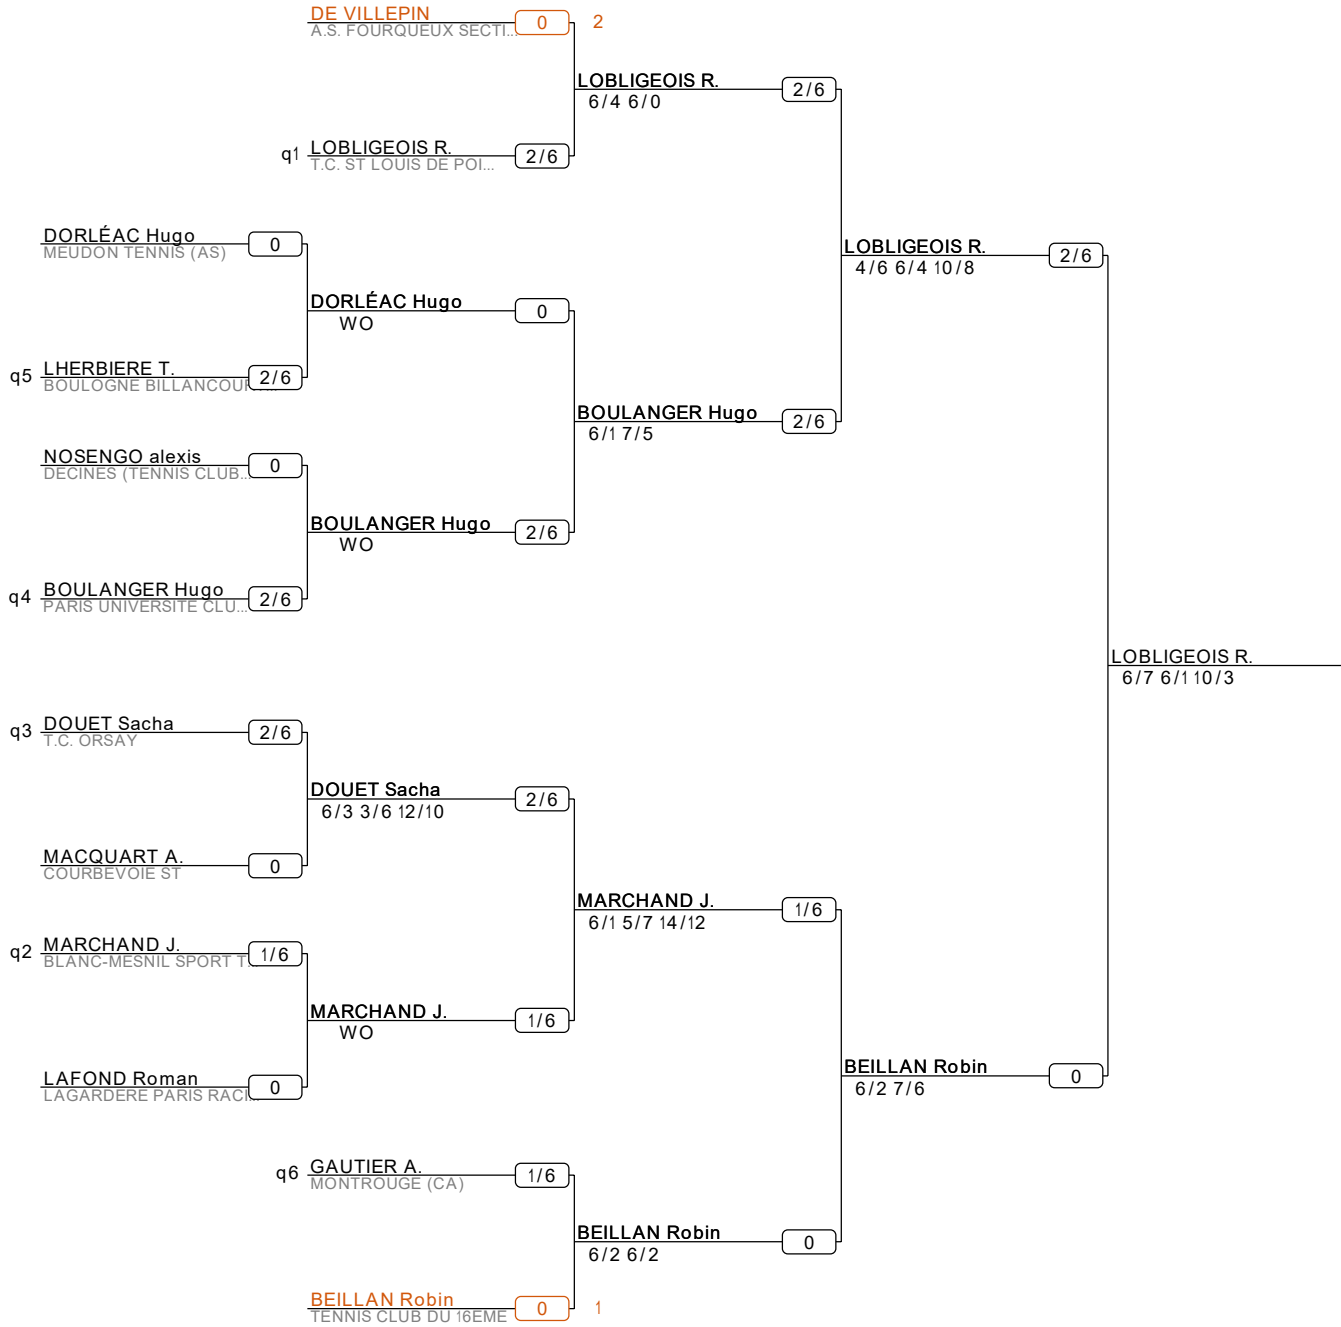 DE VILLEPIN 0 2
A.S. FOURQUEUX SECTI...
LOBLIGEOIS R. 2/6
6/4 6/0
q1 LOBLIGEOIS R. 2/6
T.C. ST LOUIS DE POI...
DORLÉAC Hugo 0
MEUDON TENNIS (AS)
LOBLIGEOIS R. 2/6
4/6 6/4 10/8
DORLÉAC Hugo 0
WO
q5 LHERBIERE T. 2/6
BOULOGNE BILLANCOUR...
BOULANGER Hugo 2/6
6/1 7/5
NOSENGO alexis 0
DECINES (TENNIS CLUB...
BOULANGER Hugo 2/6
WO
q4 BOULANGER Hugo 2/6
PARIS UNIVERSITE CLU...
LOBLIGEOIS R.
6/7 6/1 10/3
q3 DOUET Sacha 2/6
T.C. ORSAY
DOUET Sacha 2/6
6/3 3/6 12/10
MACQUART A. 0
COURBEVOIE ST
MARCHAND J. 1/6
6/1 5/7 14/12
q2 MARCHAND J. 1/6
BLANC-MESNIL SPORT T...
MARCHAND J. 1/6
WO
BEILLAN Robin 0
6/2 7/6
LAFOND Roman 0
LAGARDERE PARIS RACI...
q6 GAUTIER A. 1/6
MONTROUGE (CA)
BEILLAN Robin 0
6/2 6/2
BEILLAN Robin 0 1
TENNIS CLUB DU 16EME